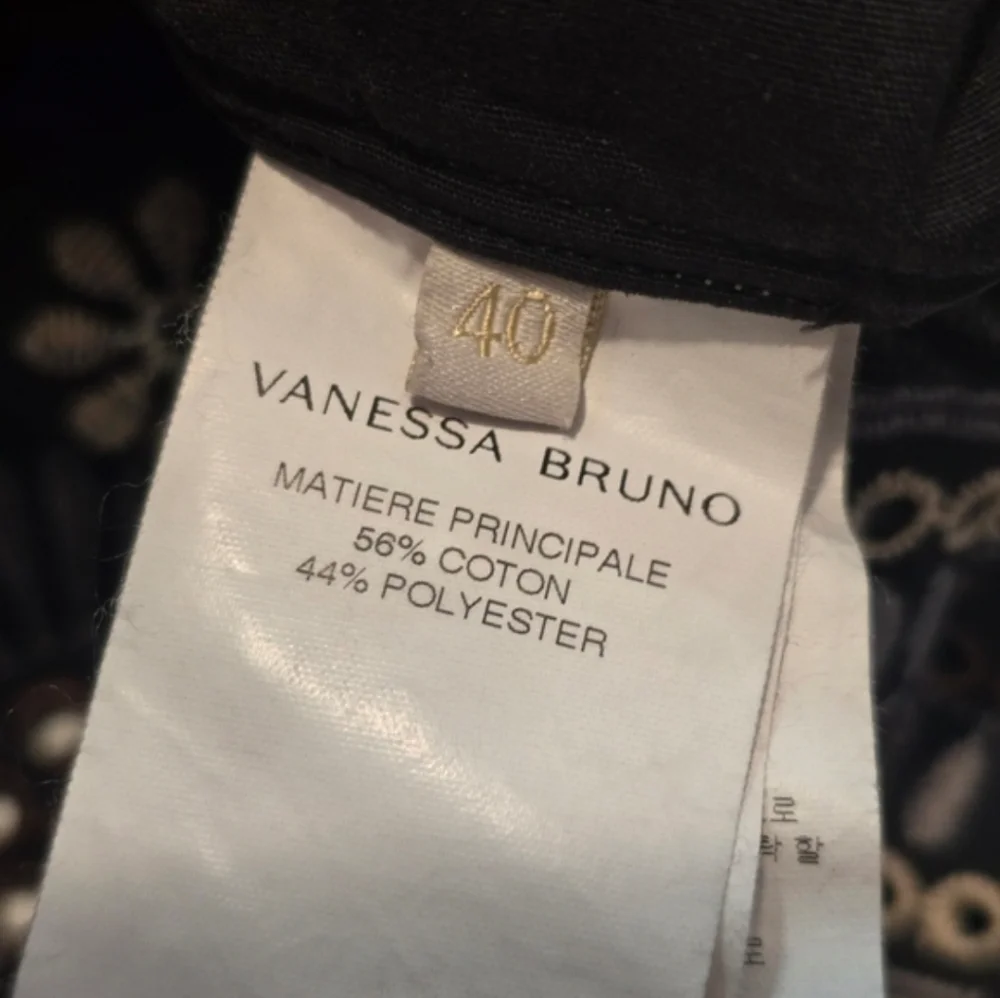 40
VANESSA BRUNO
MATIERE PRINCIPALE
56% COTON
44% POLYESTER